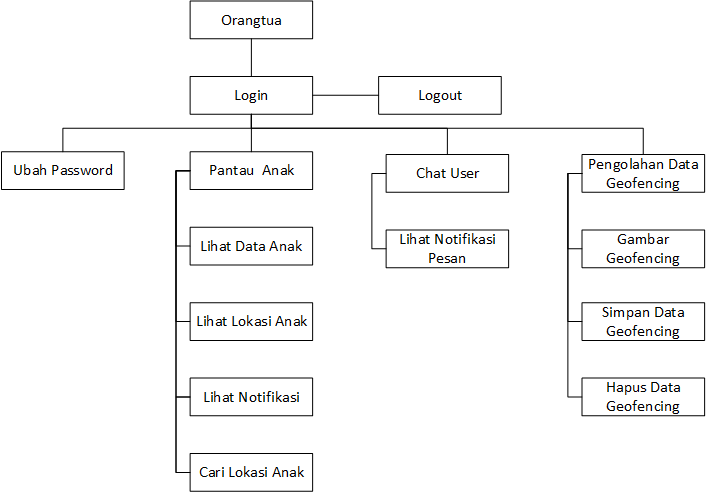 Orangtua
Login
Logout
Ubah Password
Pantau Anak
Chat User
Pengolahan Data
Geofencing
Lihat Data Anak
Lihat Notifikasi
Pesan
Gambar
Geofencing
Lihat Lokasi Anak
Simpan Data
Geofencing
Lihat Notifikasi
Hapus Data
Geofencing
Cari Lokasi Anak